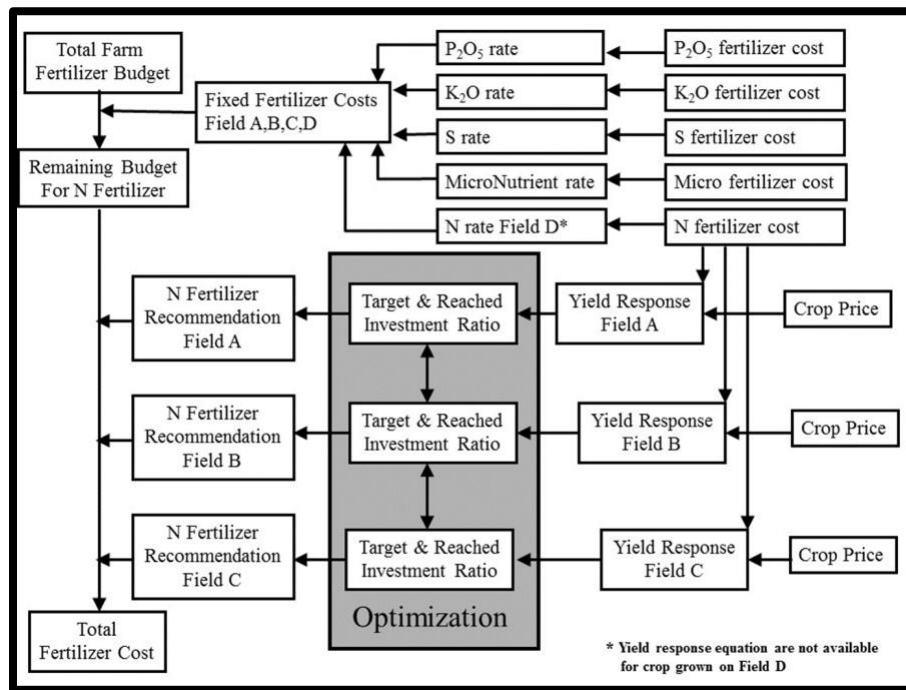 Total Farm
Fertilizer Budget
P₂O₅ rate
P₂O₅ fertilizer cost
Fixed Fertilizer Costs
Field A,B,C,D
K₂O rate
K₂O fertilizer cost
S rate
S fertilizer cost
Remaining Budget
For N Fertilizer
MicroNutrient rate
Micro fertilizer cost
N rate Field D*
N fertilizer cost
N Fertilizer
Recommendation
Field A
Target & Reached
Investment Ratio
Yield Response
Field A
Crop Price
N Fertilizer
Recommendation
Field B
Target & Reached
Investment Ratio
Yield Response
Field B
Crop Price
N Fertilizer
Recommendation
Field C
Target & Reached
Investment Ratio
Yield Response
Field C
Crop Price
Optimization
Total
Fertilizer Cost
* Yield response equation are not available
for crop grown on Field D